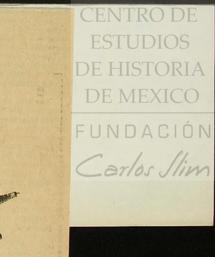 CENTRO DE
ESTUDIOS
DE HISTORIA
DE MEXICO
FUNDACIÓN
Carlos Slim